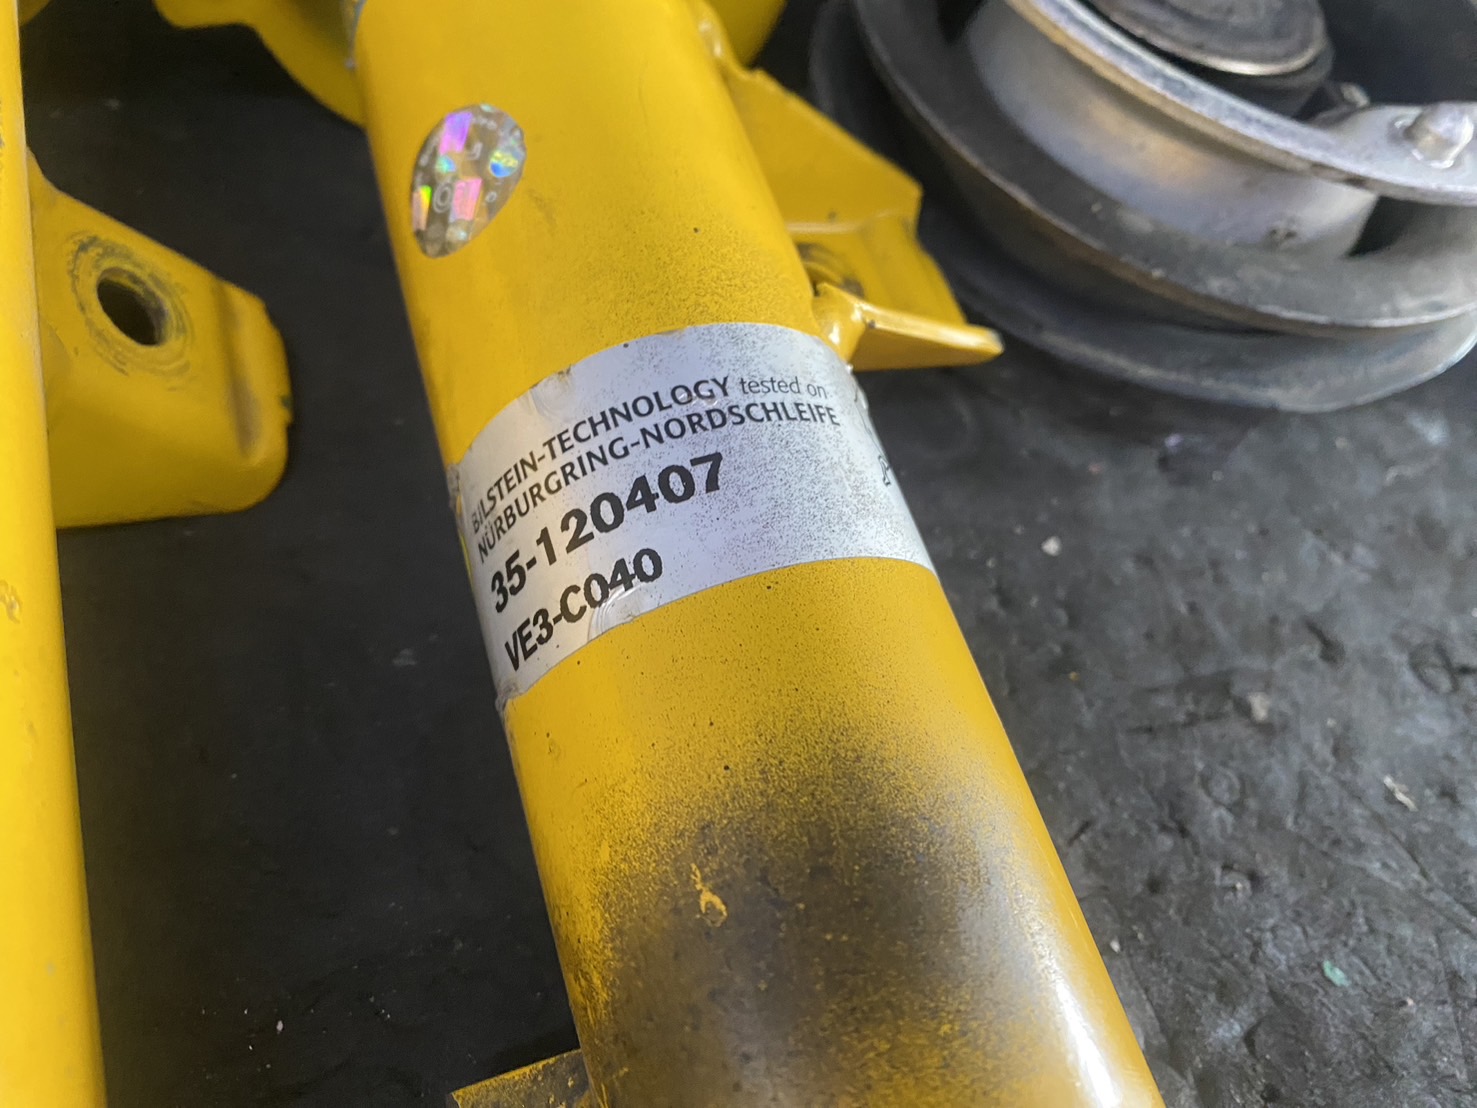 BILSTEIN-TECHNOLOGY tested on
NÜRBURGRING-NORDSCHLEIFE
35-120407
VE3-C040